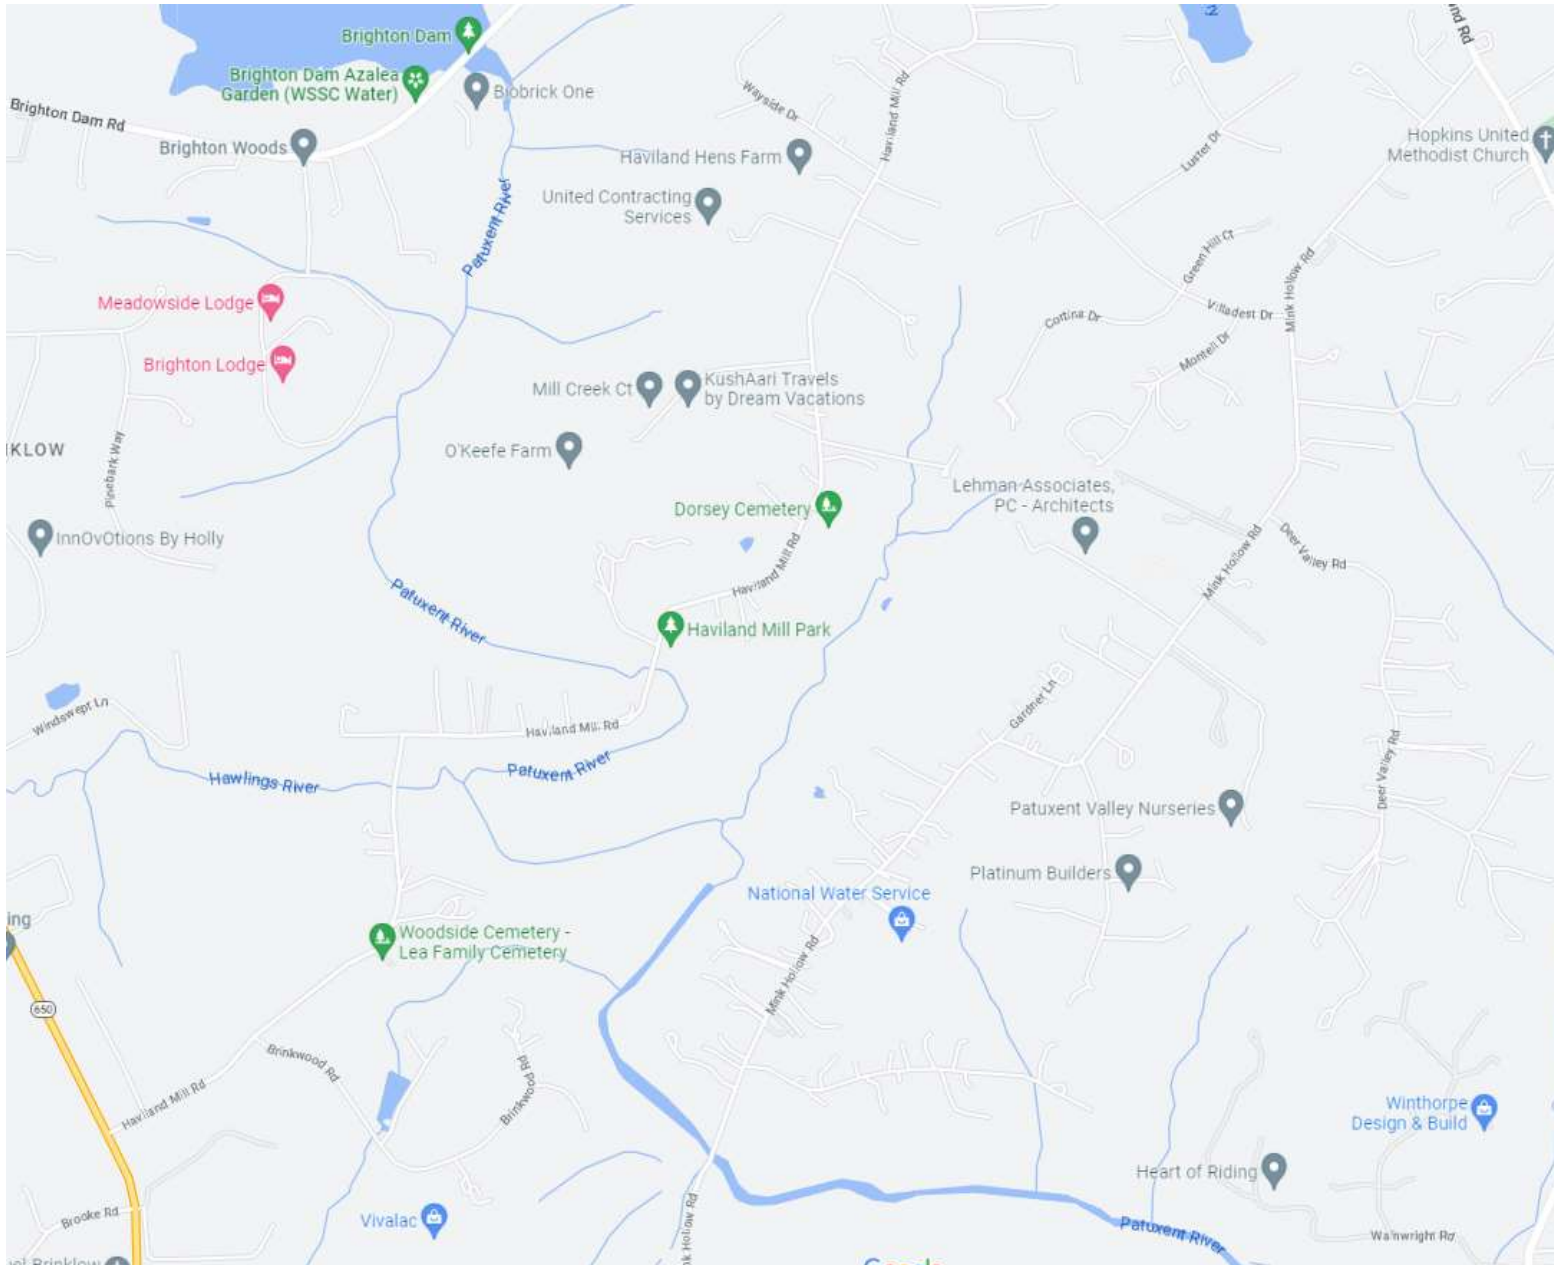 Brighton Dam
Brighton Dam Azalea
Garden (WSSC Water)
Biobrick One
Brighton Dam Rd
Brighton Woods
Wayside Dr
Haviland Mill Rd
Haviland Hens Farm
United Contracting
Services
Luster Dr
Hopkins United
Methodist Church
Patuxent River
Meadowside Lodge
Brighton Lodge
Green Hill Ct
Cortina Dr
Villadest Dr
Montell Dr
Mink Hollow Rd
Mill Creek Ct
KushAari Travels
by Dream Vacations
O'Keefe Farm
KLOW
Pinebark Way
Dorsey Cemetery
Lehman Associates,
PC - Architects
InnOvOtions By Holly
Haviland Mill Rd
Mink Hollow Rd
Deer Valley Rd
Patuxent River
Haviland Mill Park
Windswept Ln
Haviland Mill Rd
Gardner Ln
Patuxent River
Hawlings River
Deer Valley Rd
Patuxent Valley Nurseries
Platinum Builders
National Water Service
ing
Woodside Cemetery -
Lea Family Cemetery
Mink Hollow Rd
650
Brinkwood Rd
Brinkwood Rd
Haviland Mill Rd
Winthorpe
Design & Build
Heart of Riding
Brooke Rd
Vivalac
k Hollow Rd
Patuxent River
Wainwright Rd